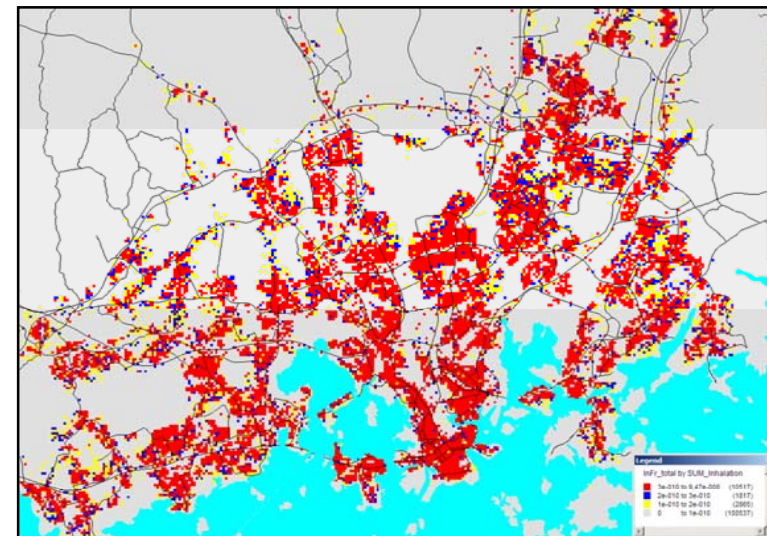 Legend
InFr_total by SUM_Inhalation
3e-010 to 9,47e-008 (10517)
2e-010 to 3e-010 (1817)
1e-010 to 2e-010 (2865)
0 to 1e-010 (100537)